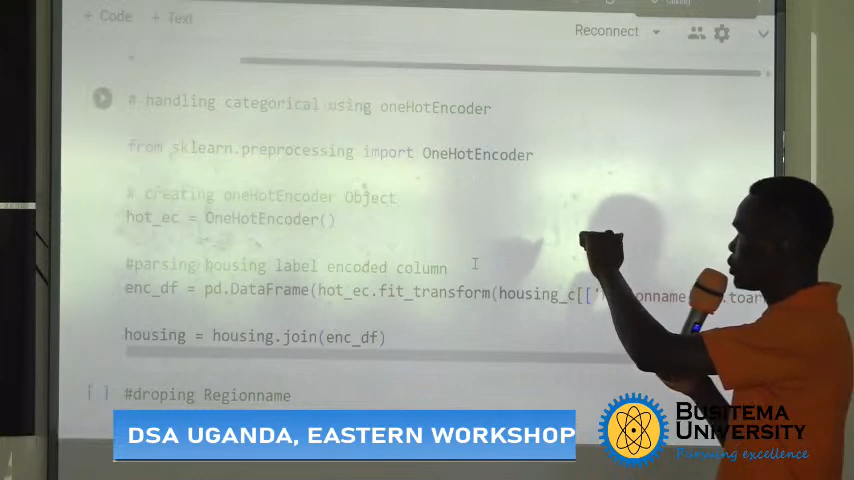 + Code + Text
Reconnect
# handling categorical using oneHotEncoder
from sklearn.preprocessing import OneHotEncoder
# creating oneHotEncoder Object
hot_ec = OneHotEncoder()
#parsing housing label encoded column
enc_df = pd.DataFrame(hot_ec.fit_transform(housing_c[['
housing = housing.join(enc_df)
[ ] #droping Regionname
DSA UGANDA, EASTERN WORKSHOP
BUSITEMA
UNIVERSITY
Pursuing excellence